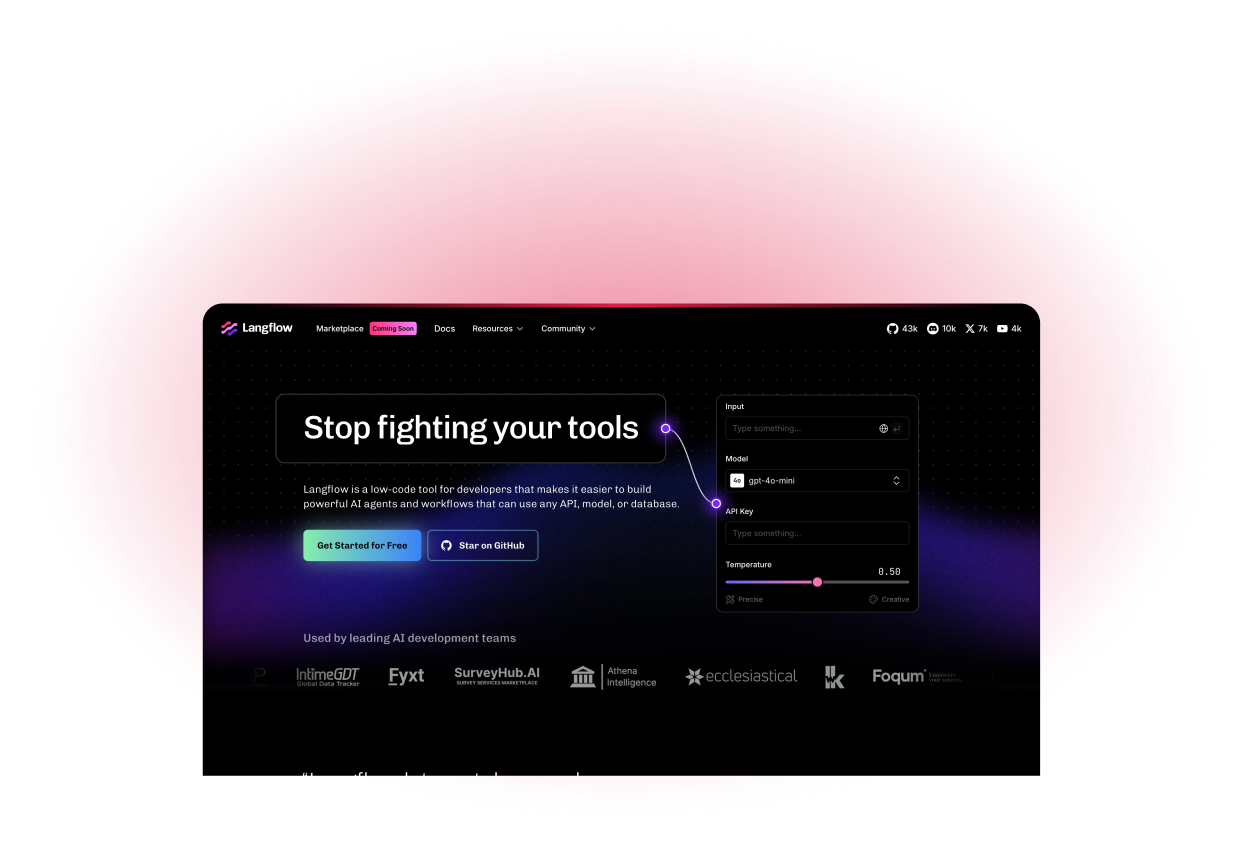 Langflow
Marketplace Coming Soon Docs Resources Community 43k 10k 7k 4k
Stop fighting your tools
Langflow is a low-code tool for developers that makes it easier to build
powerful AI agents and workflows that can use any API, model, or database.
Get Started for Free
Star on GitHub
Input
Type something...
Model
4o gpt-4o-mini
API Key
Type something...
Temperature
0.50
Precise Creative
Used by leading AI development teams
IntimeGDT
Global Data Tracker
Fyxt
SurveyHub.AI
SURVEY SERVICES MARKETPLACE
Athena
Intelligence
ecclesiastical
Foqum
Empowers
your success.